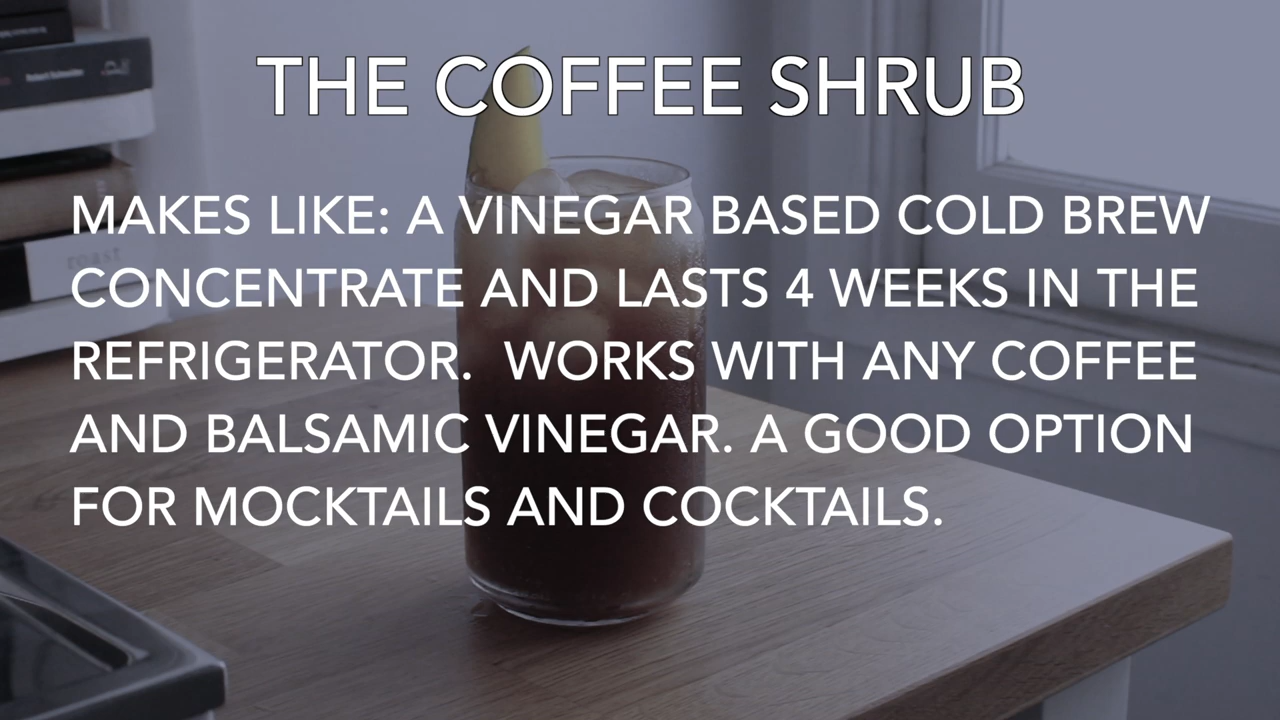 THE COFFEE SHRUB
MAKES LIKE: A VINEGAR BASED COLD BREW
CONCENTRATE AND LASTS 4 WEEKS IN THE
REFRIGERATOR. WORKS WITH ANY COFFEE
AND BALSAMIC VINEGAR. A GOOD OPTION
FOR MOCKTAILS AND COCKTAILS.
roast